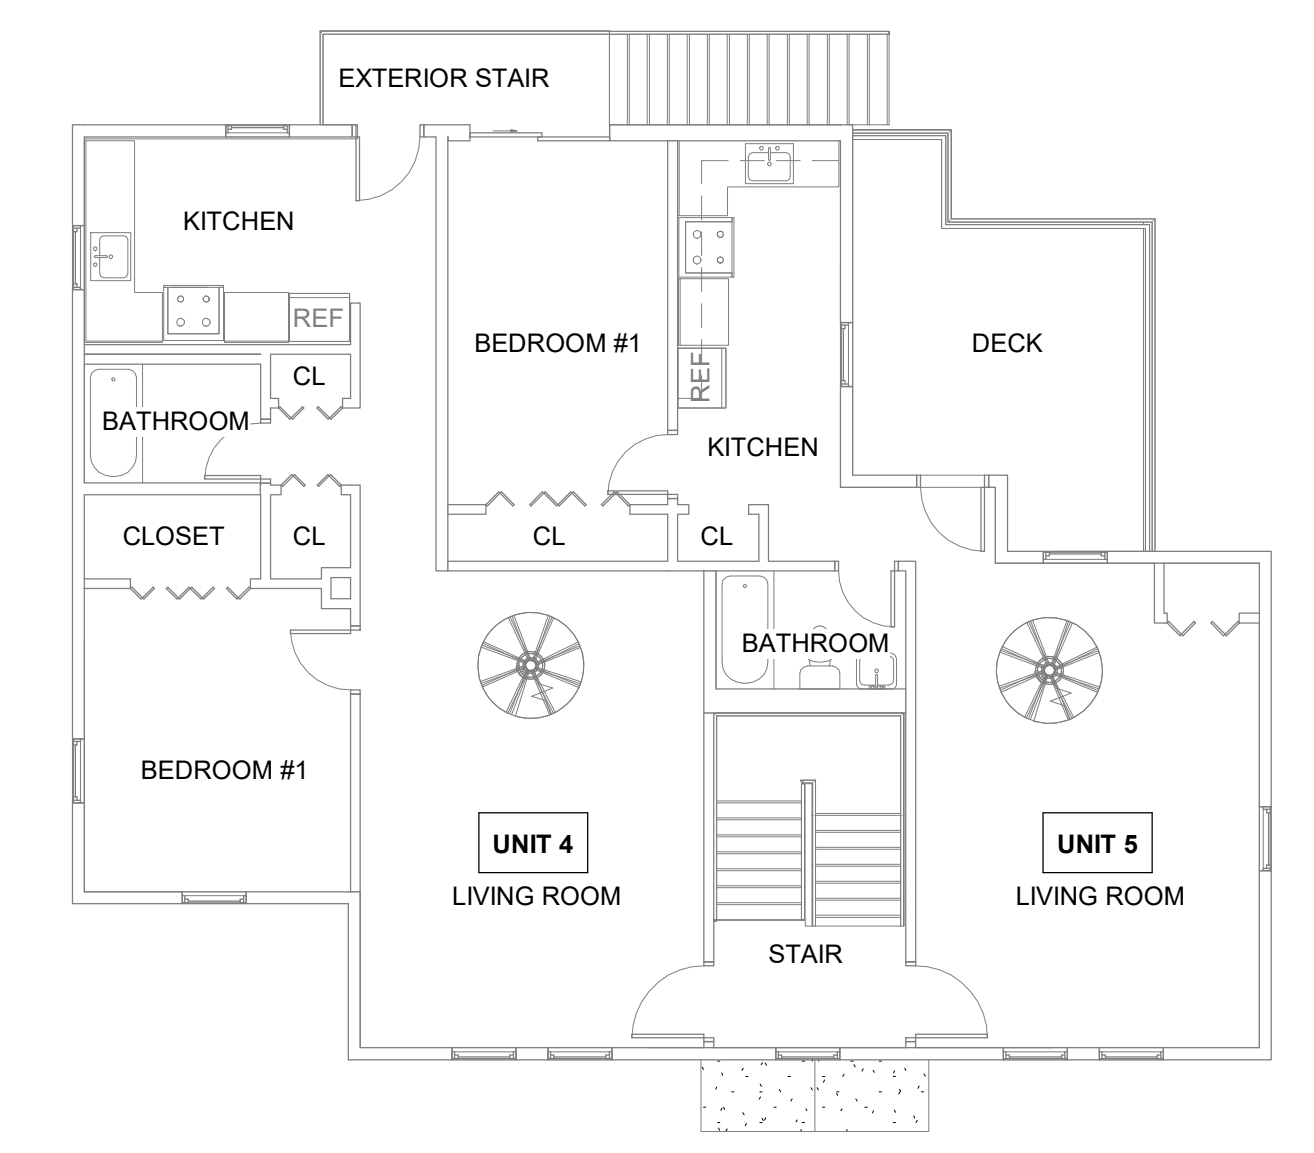 EXTERIOR STAIR
KITCHEN
REF
BEDROOM #1
REF
DECK
CL
BATHROOM
KITCHEN
CLOSET
CL
CL
CL
BATHROOM
BEDROOM #1
UNIT 4
LIVING ROOM
UNIT 5
LIVING ROOM
STAIR